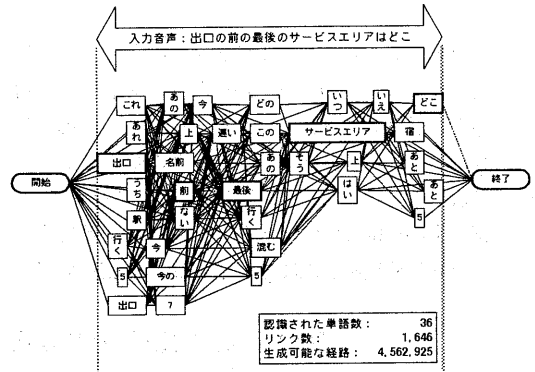 入力音声：出口の前の最後のサービスエリアはどこ
これ
あの
今
どの
いつ
いえ
どこ
あれ
上
遅い
この
サービスエリア
宿
出口
名前
あの
そう
上
あと
開始
うち
前
最後
はい
あと
終了
駅
ない
行く
5
行く
今
混む
5
今の
5
出口
7
認識された単語数： 36
リンク数： 1,646
生成可能な経路： 4,562,925